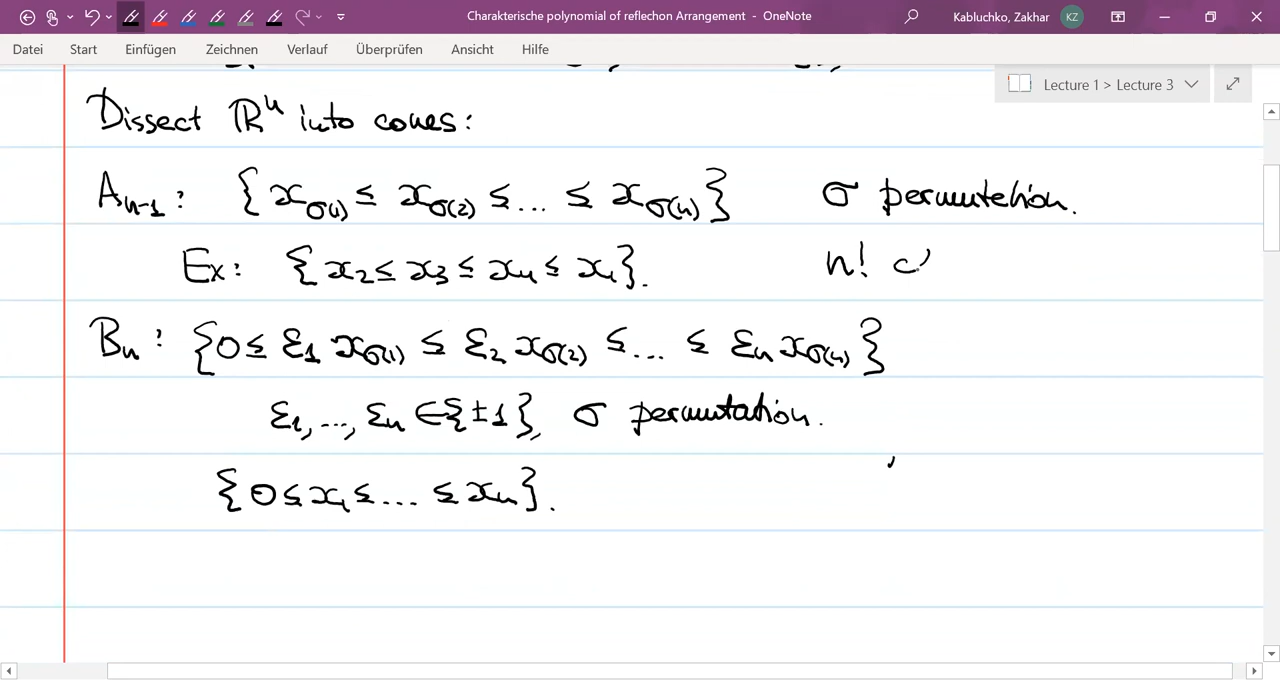 Charakterische polynomial of reflechon Arrangement - OneNote
Kabluchko, Zakhar KZ
Datei Start Einfügen Zeichnen Verlauf Überprüfen Ansicht Hilfe
Lecture 1 > Lecture 3
Dissect ℝⁿ into cones:
Aₙ₋₁: {x_σ(1) ≤ x_σ(2) ≤ ... ≤ x_σ(n)} σ permutation.
Ex: {x₂ ≤ x₃ ≤ x₄ ≤ x₁}. n!
Bₙ: {0 ≤ ε₁ x_σ(1) ≤ ε₂ x_σ(2) ≤ ... ≤ εₙ x_σ(n)}
ε₁, ..., εₙ ∈ {±1}, σ permutation.
{0 ≤ x₁ ≤ ... ≤ xₙ}.